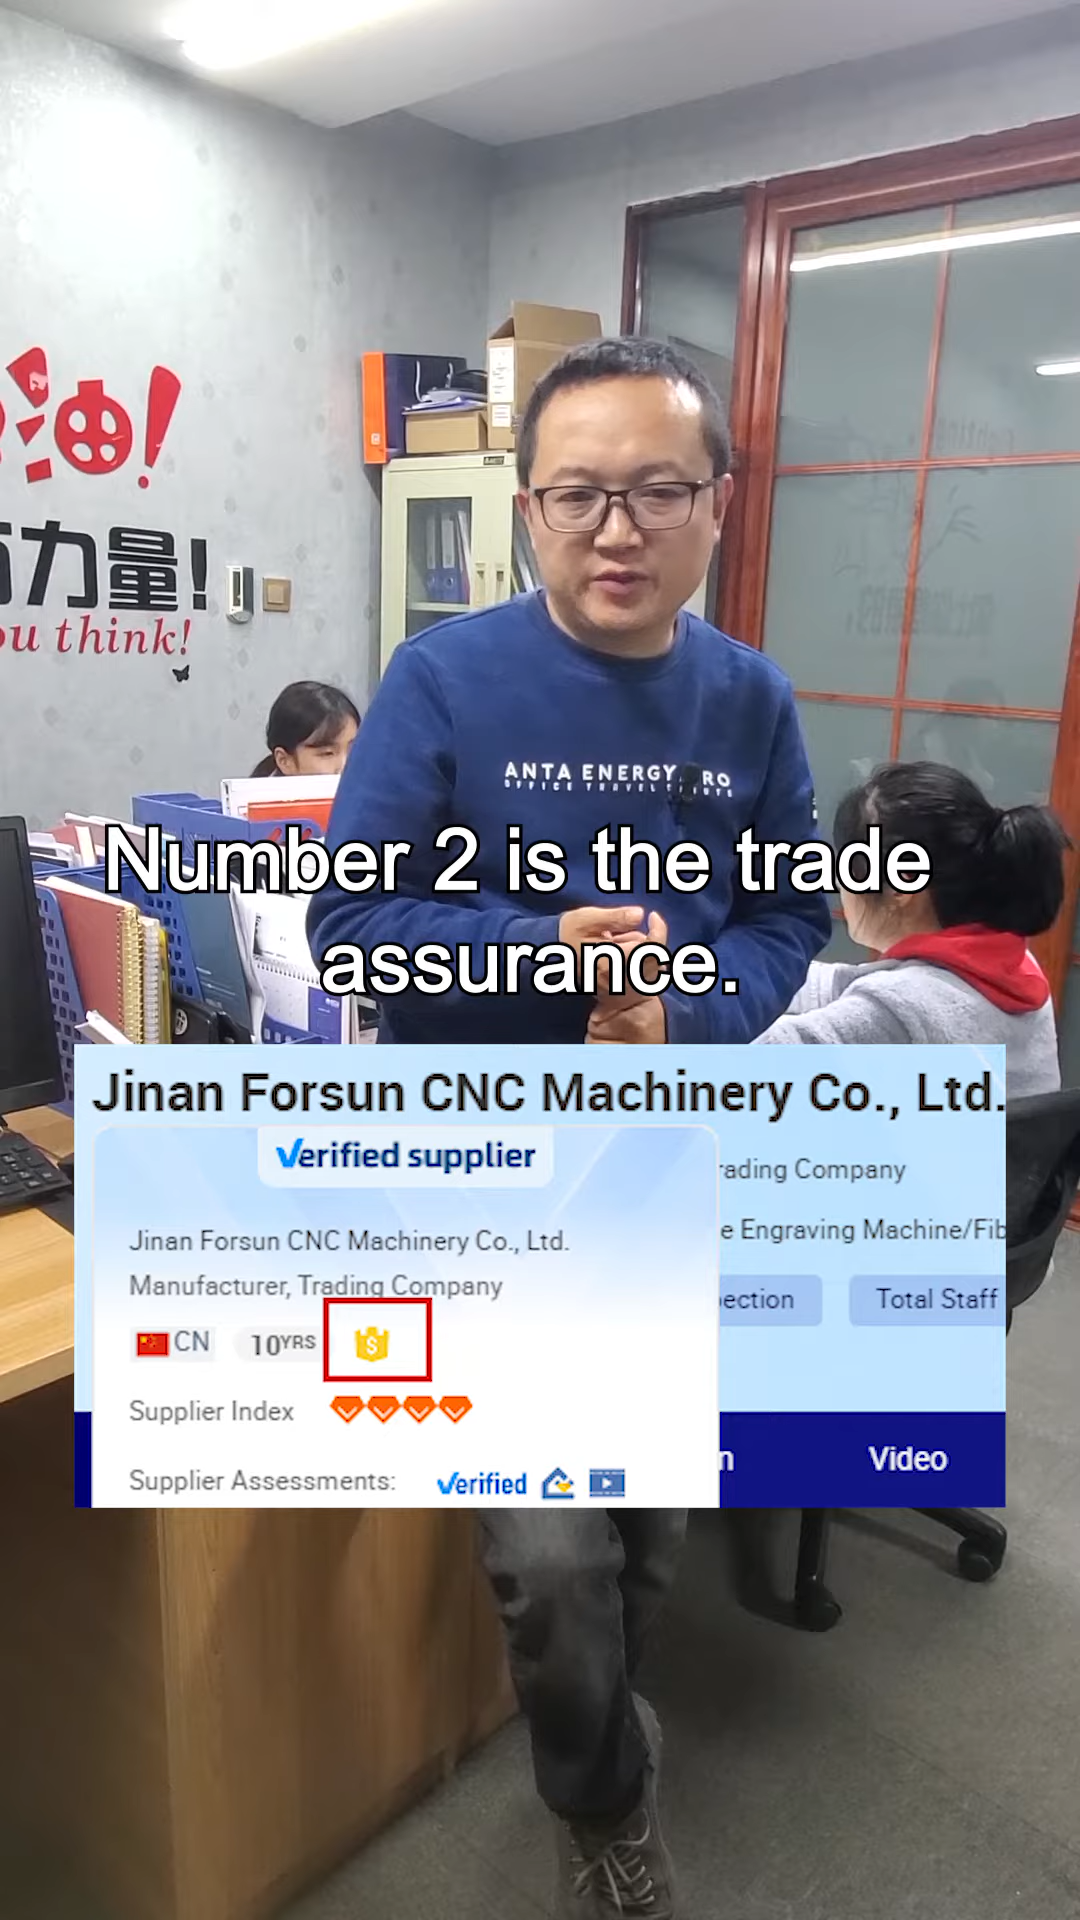 油!
力量!
ou think!
ANTA ENERGY PRO
Number 2 is the trade
assurance.
Jinan Forsun CNC Machinery Co., Ltd.
Verified supplier
rading Company
Jinan Forsun CNC Machinery Co., Ltd.
e Engraving Machine/Fib
Manufacturer, Trading Company
ection
Total Staff
CN
10YRS
$
Supplier Index
Video
Supplier Assessments:
Verified